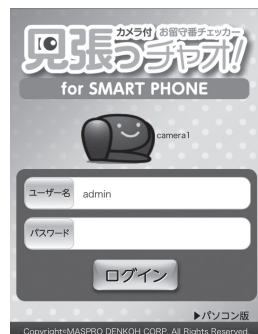 カメラ付 お留守番チェッカー
見張っチャオ!
for SMART PHONE
camera1
ユーザー名 admin
パスワード
ログイン
▶パソコン版
Copyright©MASPRO DENKOH CORP. All Rights Reserved.